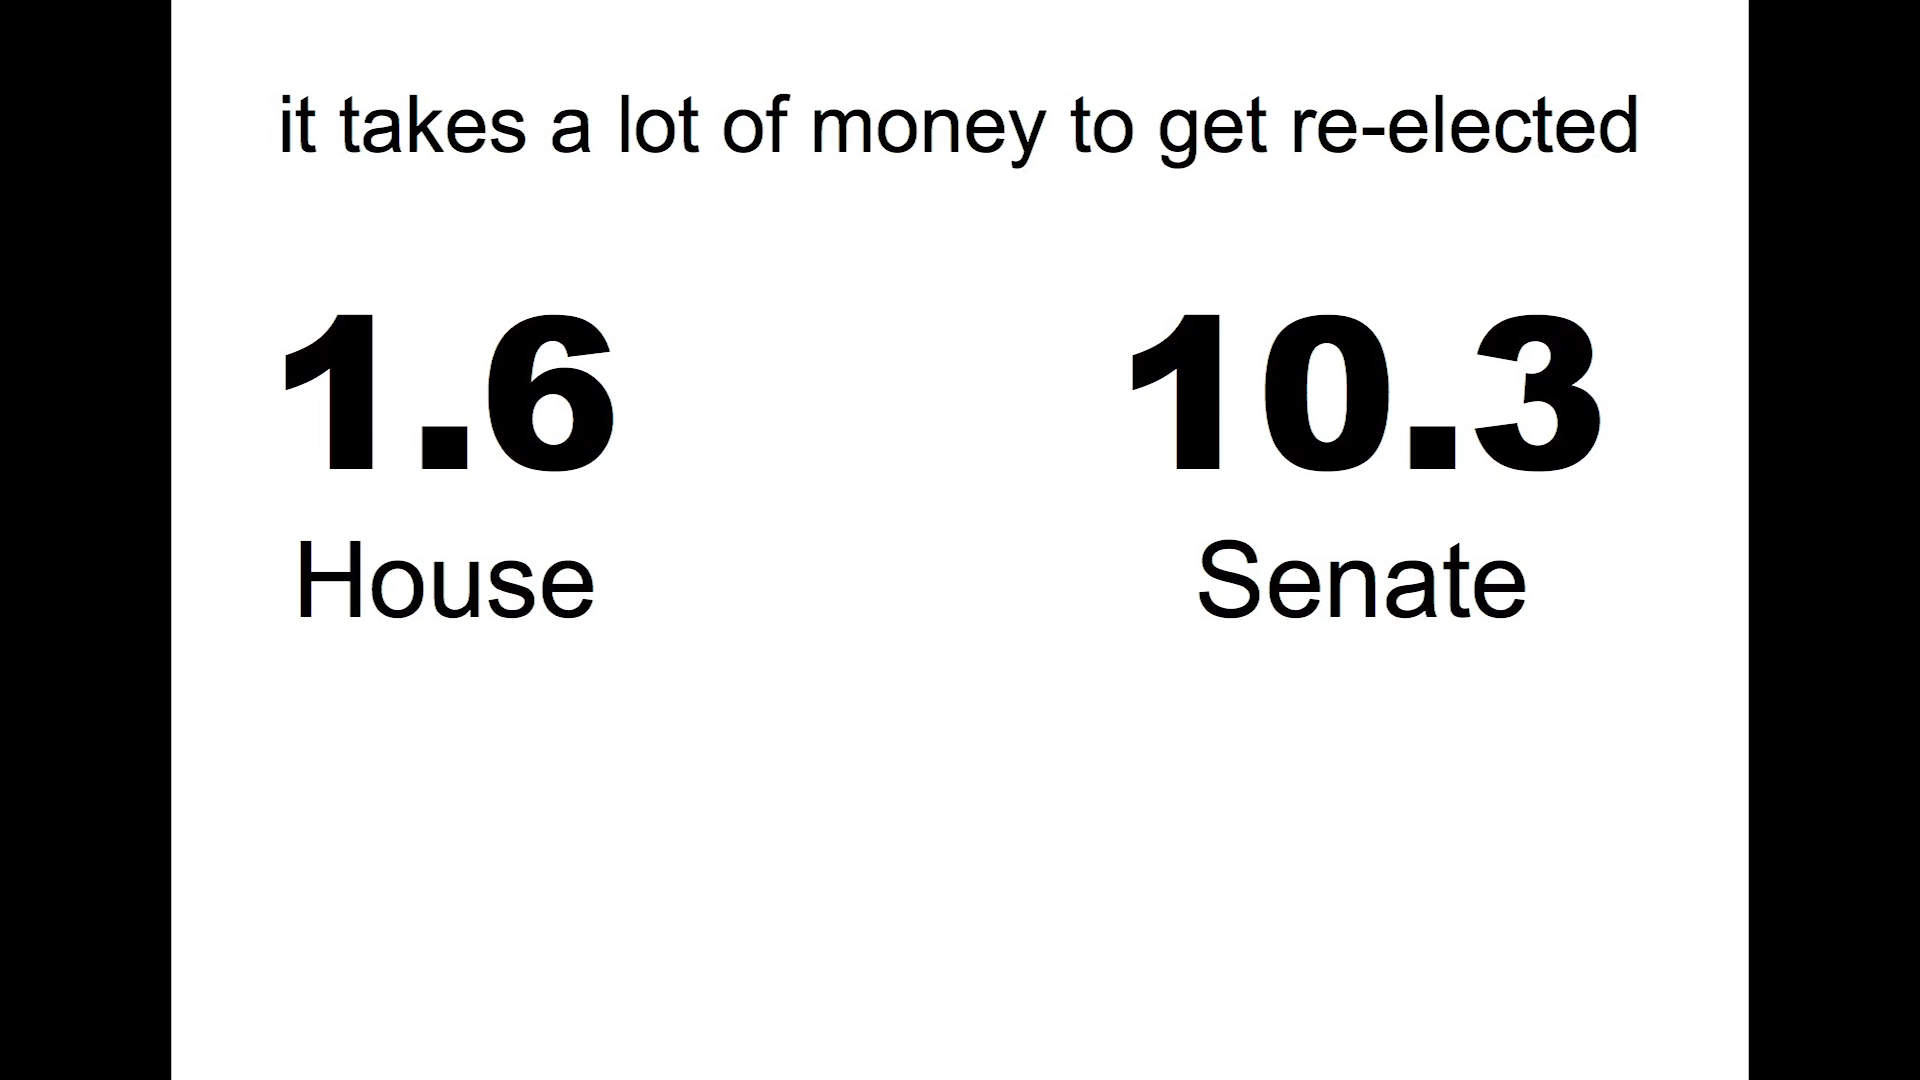 it takes a lot of money to get re-elected
1.6 10.3
House Senate